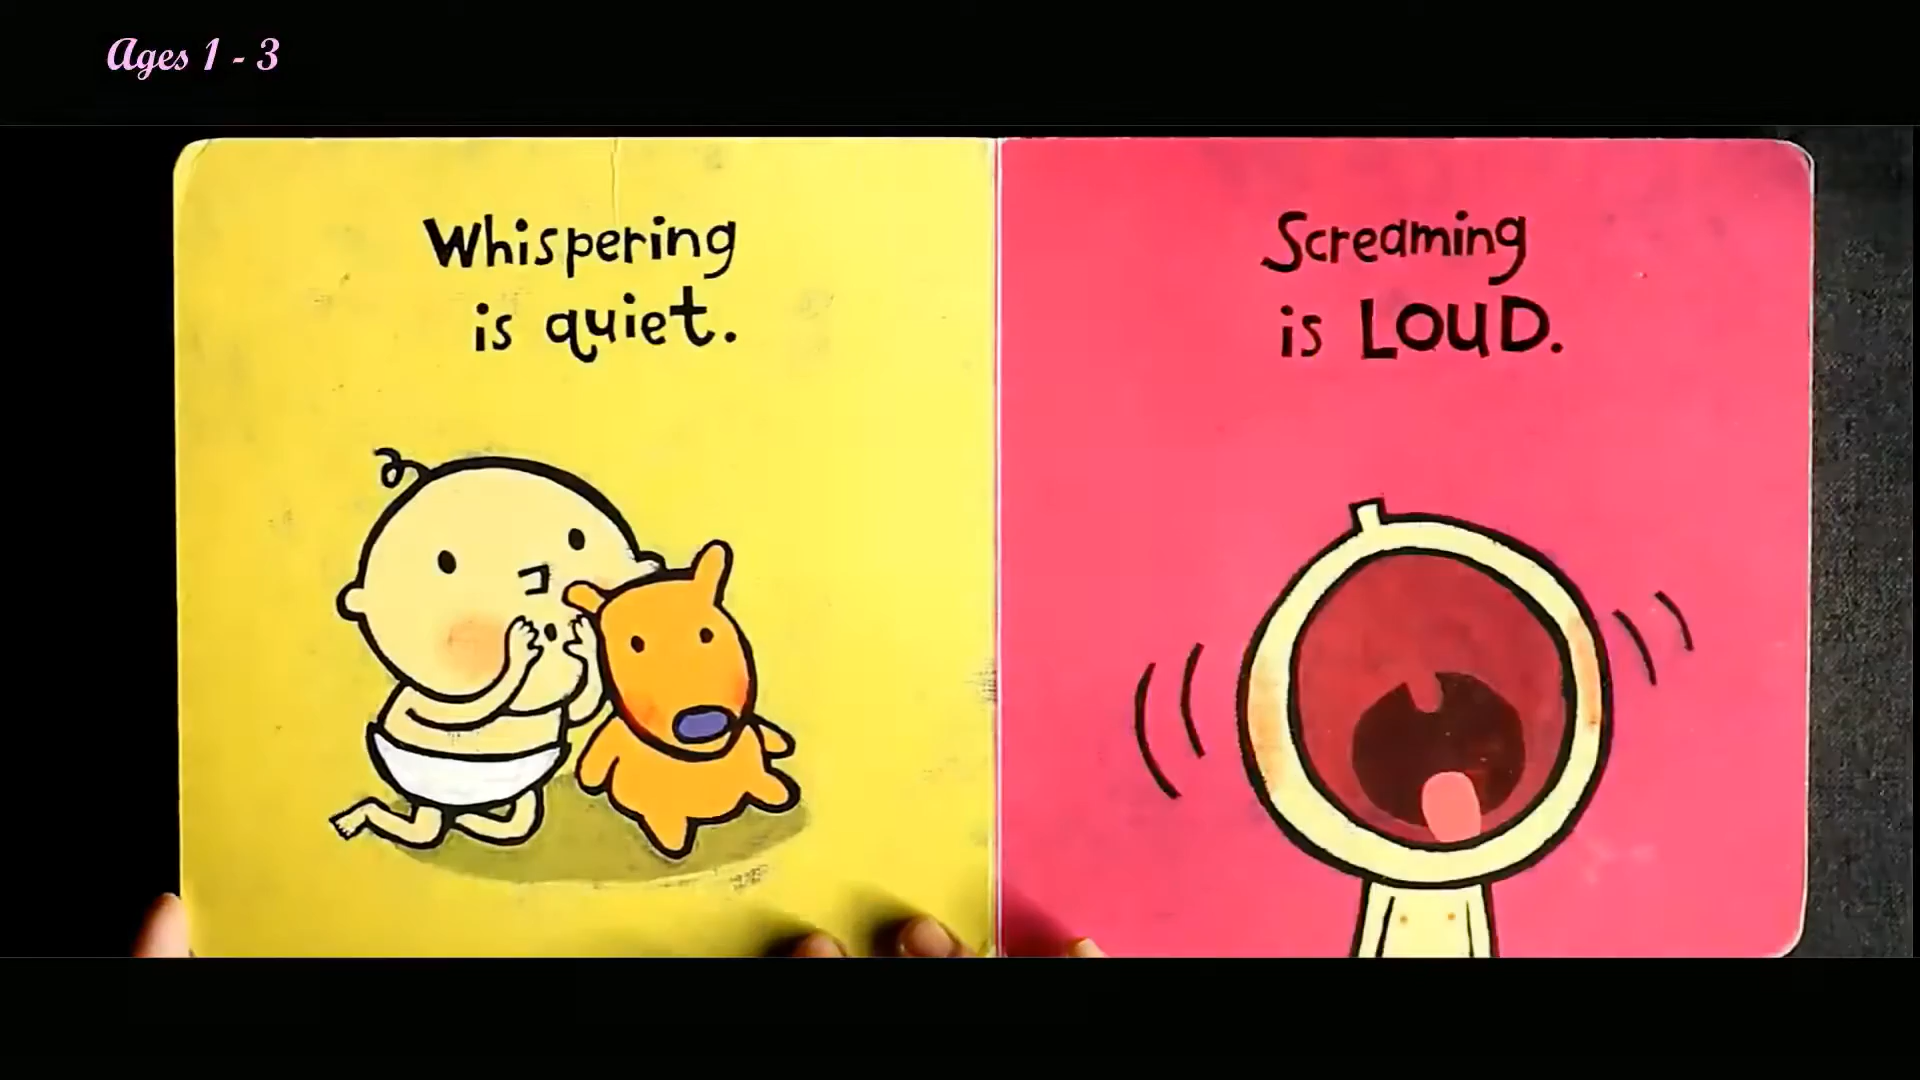 Ages 1 - 3
Whispering
is quiet.
Screaming
is LOUD.